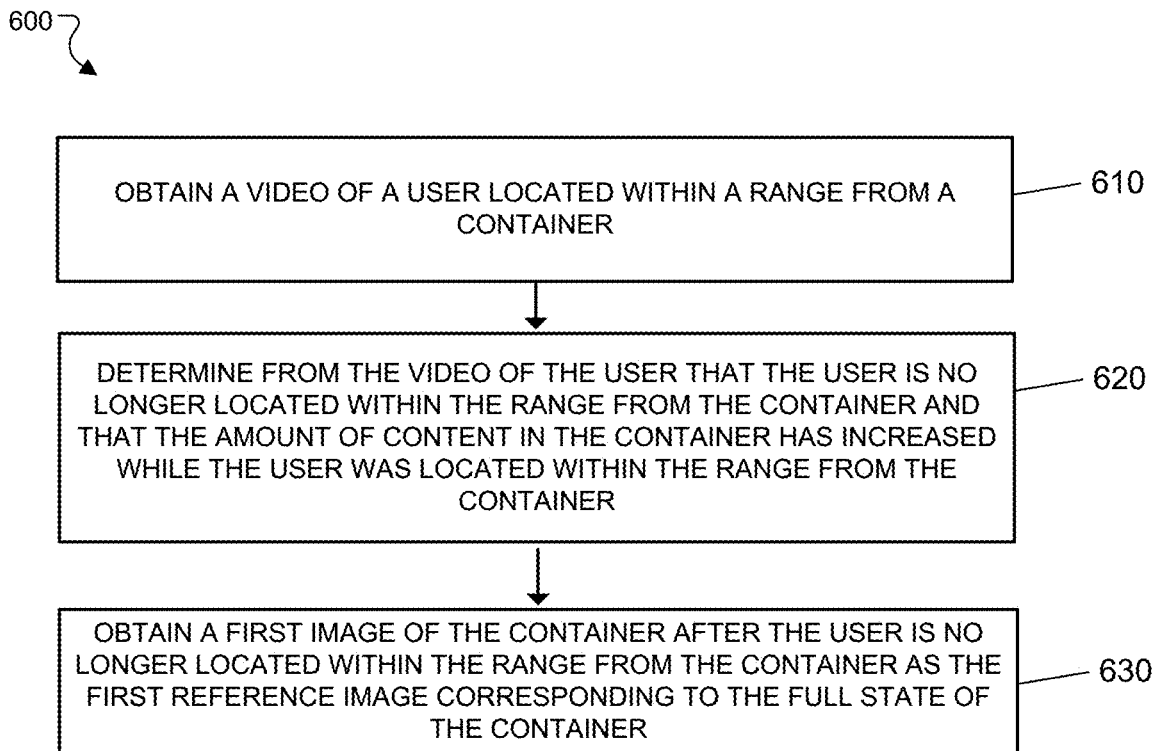 600
OBTAIN A VIDEO OF A USER LOCATED WITHIN A RANGE FROM A
CONTAINER
610
DETERMINE FROM THE VIDEO OF THE USER THAT THE USER IS NO
LONGER LOCATED WITHIN THE RANGE FROM THE CONTAINER AND
THAT THE AMOUNT OF CONTENT IN THE CONTAINER HAS INCREASED
WHILE THE USER WAS LOCATED WITHIN THE RANGE FROM THE
CONTAINER
620
OBTAIN A FIRST IMAGE OF THE CONTAINER AFTER THE USER IS NO
LONGER LOCATED WITHIN THE RANGE FROM THE CONTAINER AS THE
FIRST REFERENCE IMAGE CORRESPONDING TO THE FULL STATE OF
THE CONTAINER
630